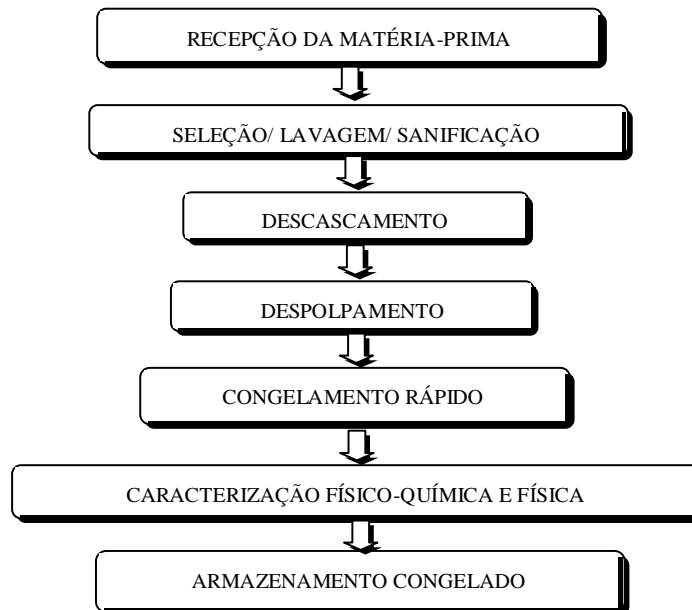 RECEPÇÃO DA MATÉRIA-PRIMA
SELEÇÃO/ LAVAGEM/ SANIFICAÇÃO
DESCASCAMENTO
DESPOLPAMENTO
CONGELAMENTO RÁPIDO
CARACTERIZAÇÃO FÍSICO-QUÍMICA E FÍSICA
ARMAZENAMENTO CONGELADO